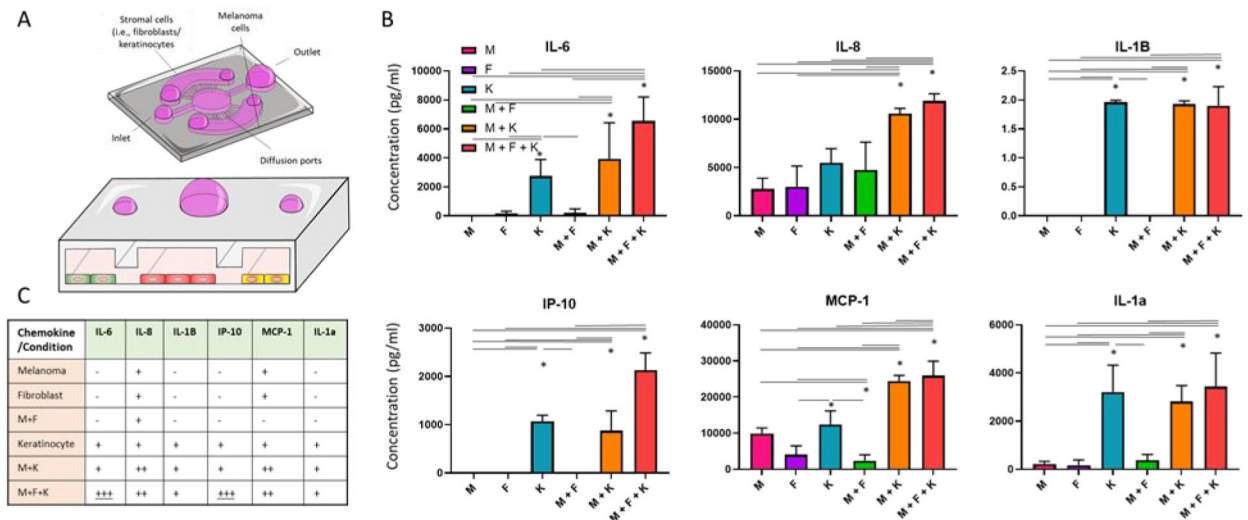 A
Stromal cells
(i.e., fibroblasts/
keratinocytes
Melanoma
cells
Outlet
Inlet
Diffusion ports
B
IL-6
Concentration (pg/ml)
10000
8000
6000
4000
2000
0
M
F
K
M + F
M + K
M + F + K
*
*
*
M
F
K
M + F
M + K
M + F + K
IL-8
15000
10000
5000
0
*
*
M
F
K
M + F
M + K
M + F + K
IL-1B
2.5
2.0
1.5
1.0
0.5
0.0
*
*
*
M
F
K
M + F
M + K
M + F + K
C
Chemokine /Condition IL-6 IL-8 IL-1B IP-10 MCP-1 IL-1a
Melanoma - + - - + -
Fibroblast - + - - + -
M+F - + - - - -
Keratinocyte + + + + + +
M+K + ++ + + ++ +
M+F+K +++ ++ + +++ ++ +
IP-10
Concentration (pg/ml)
3000
2000
1000
0
*
*
*
M
F
K
M + F
M + K
M + F + K
MCP-1
40000
30000
20000
10000
0
*
*
*
*
M
F
K
M + F
M + K
M + F + K
IL-1a
6000
4000
2000
0
*
*
*
M
F
K
M + F
M + K
M + F + K